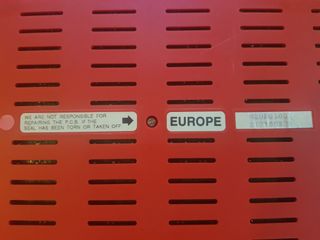 WE ARE NOT RESPONSIBLE FOR
REPAIRING THE P.C.B. IF THE
SEAL HAS BEEN TORN OR TAKEN OFF
EUROPE